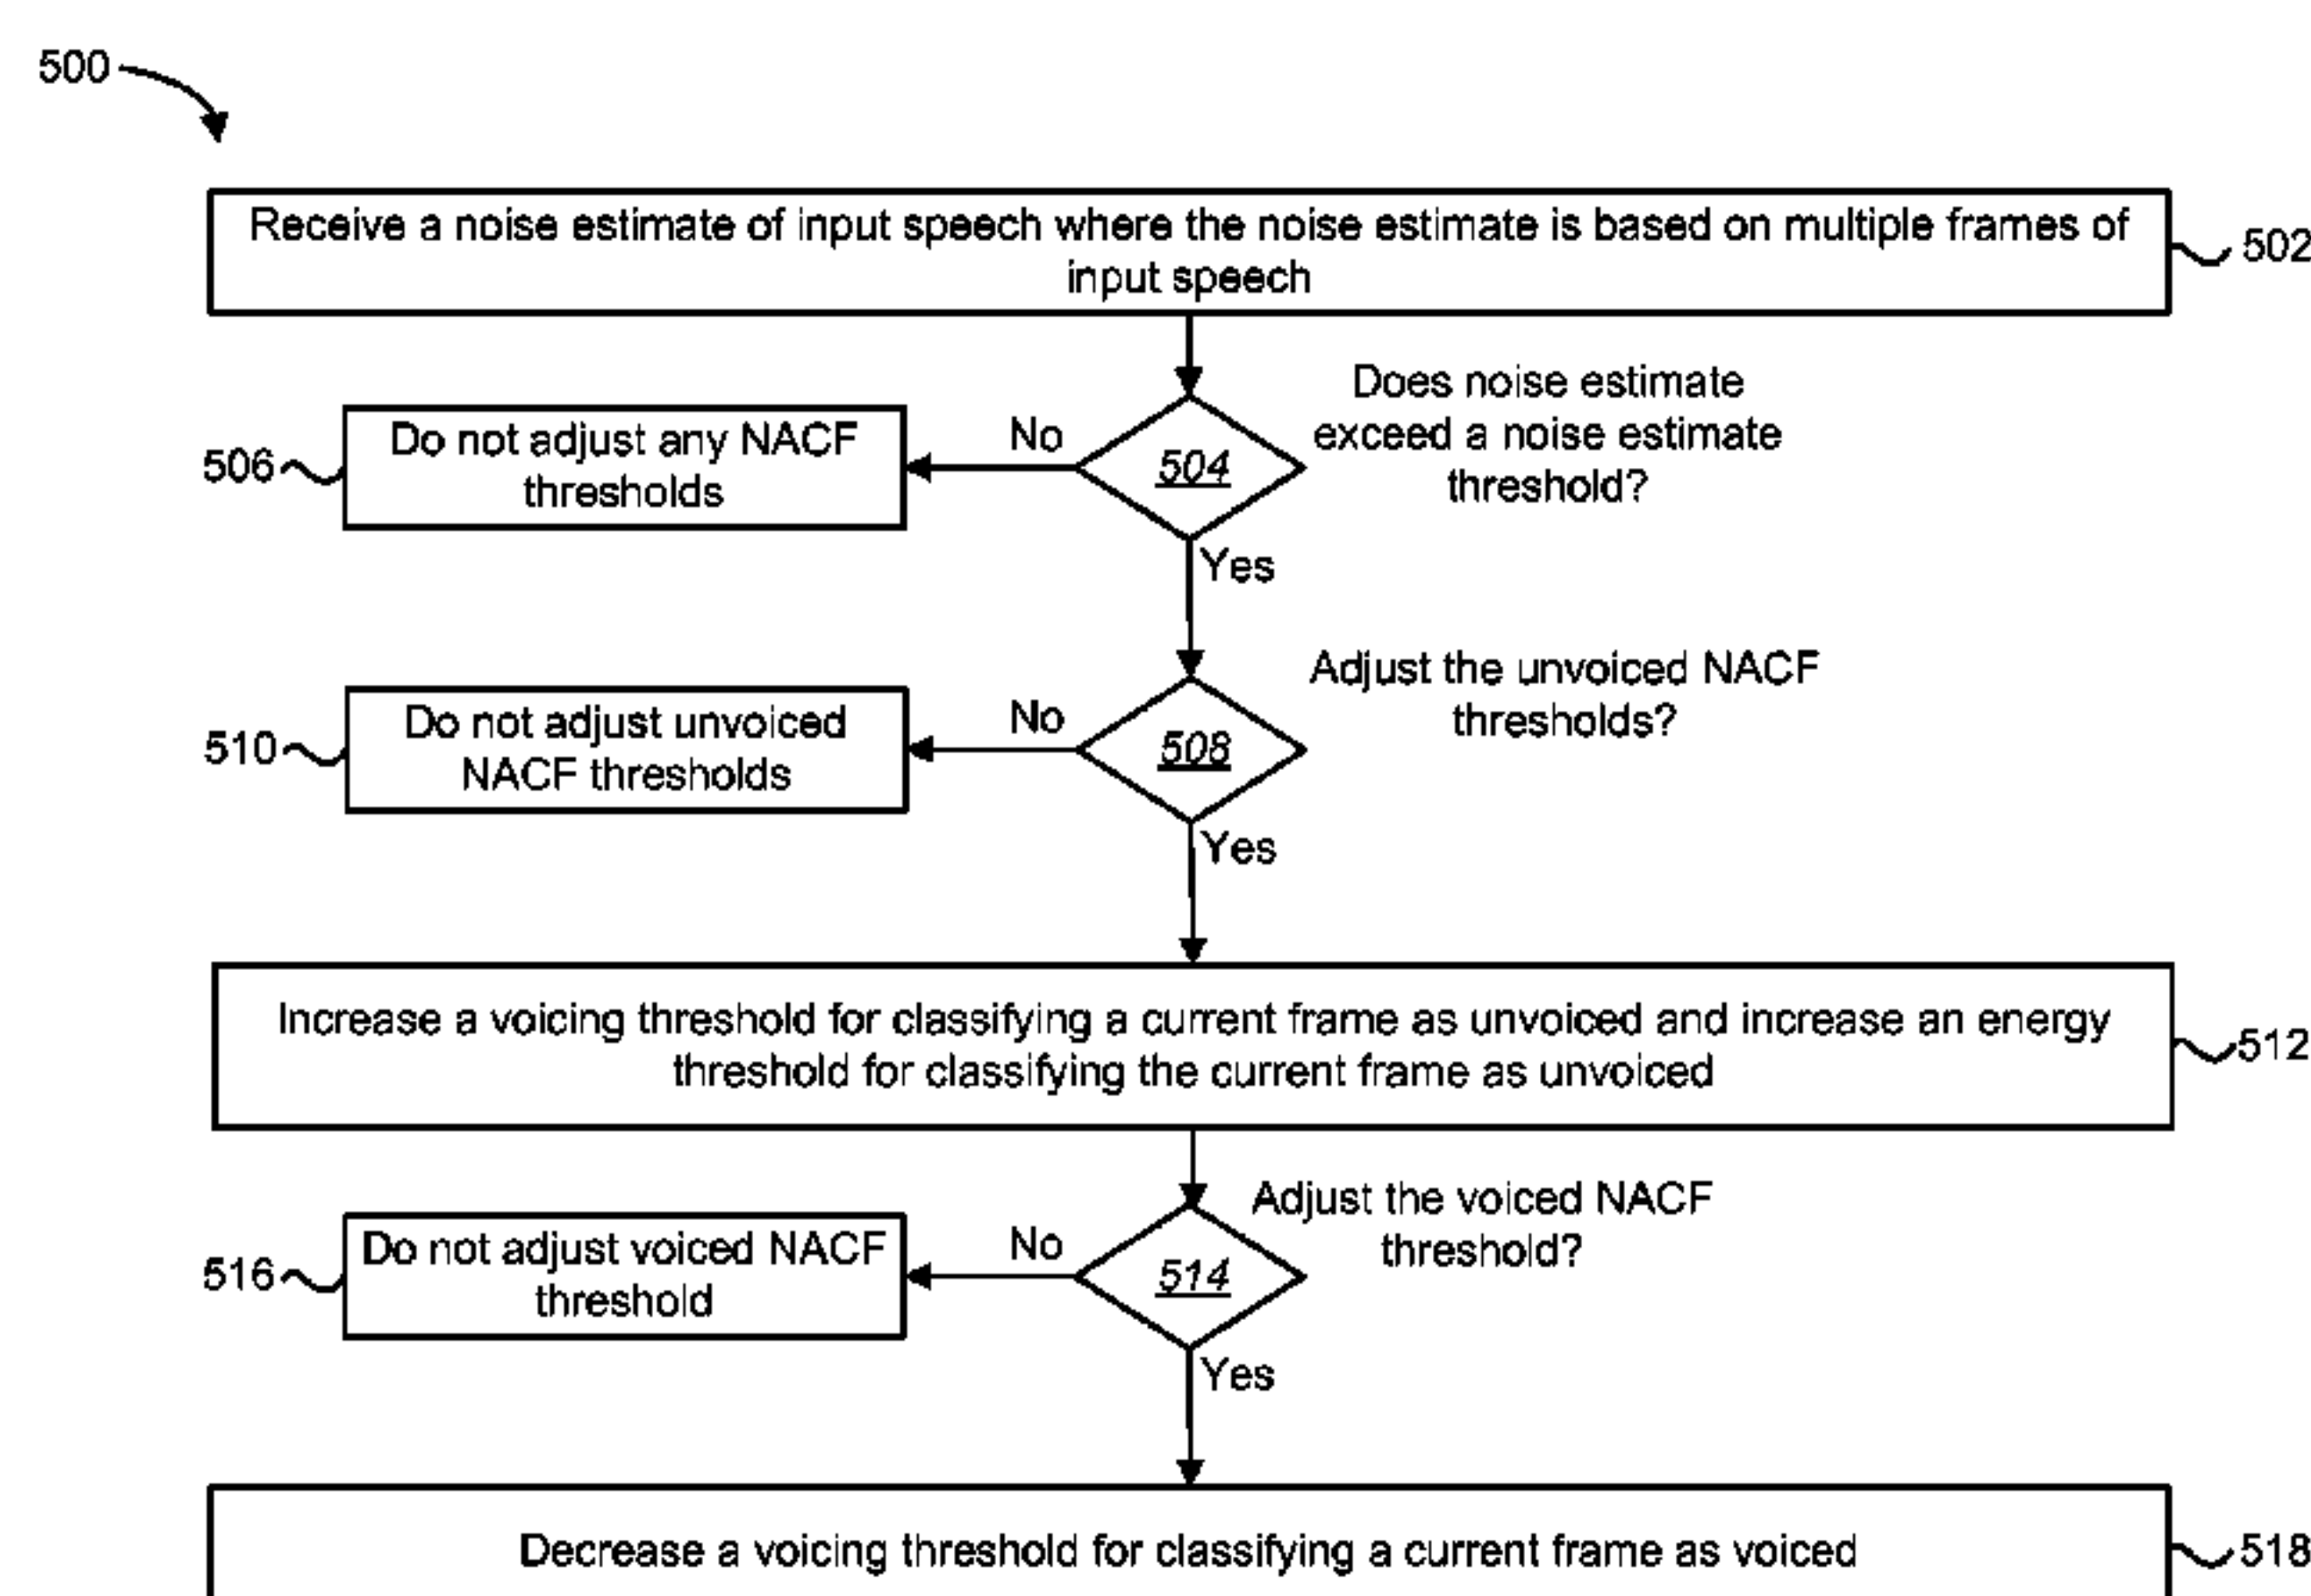 500
Receive a noise estimate of input speech where the noise estimate is based on multiple frames of
input speech
502
Does noise estimate
exceed a noise estimate
threshold?
504
No
Do not adjust any NACF
thresholds
506
Yes
Adjust the unvoiced NACF
thresholds?
508
No
Do not adjust unvoiced
NACF thresholds
510
Yes
Increase a voicing threshold for classifying a current frame as unvoiced and increase an energy
threshold for classifying the current frame as unvoiced
512
Adjust the voiced NACF
threshold?
514
No
Do not adjust voiced NACF
threshold
516
Yes
Decrease a voicing threshold for classifying a current frame as voiced
518